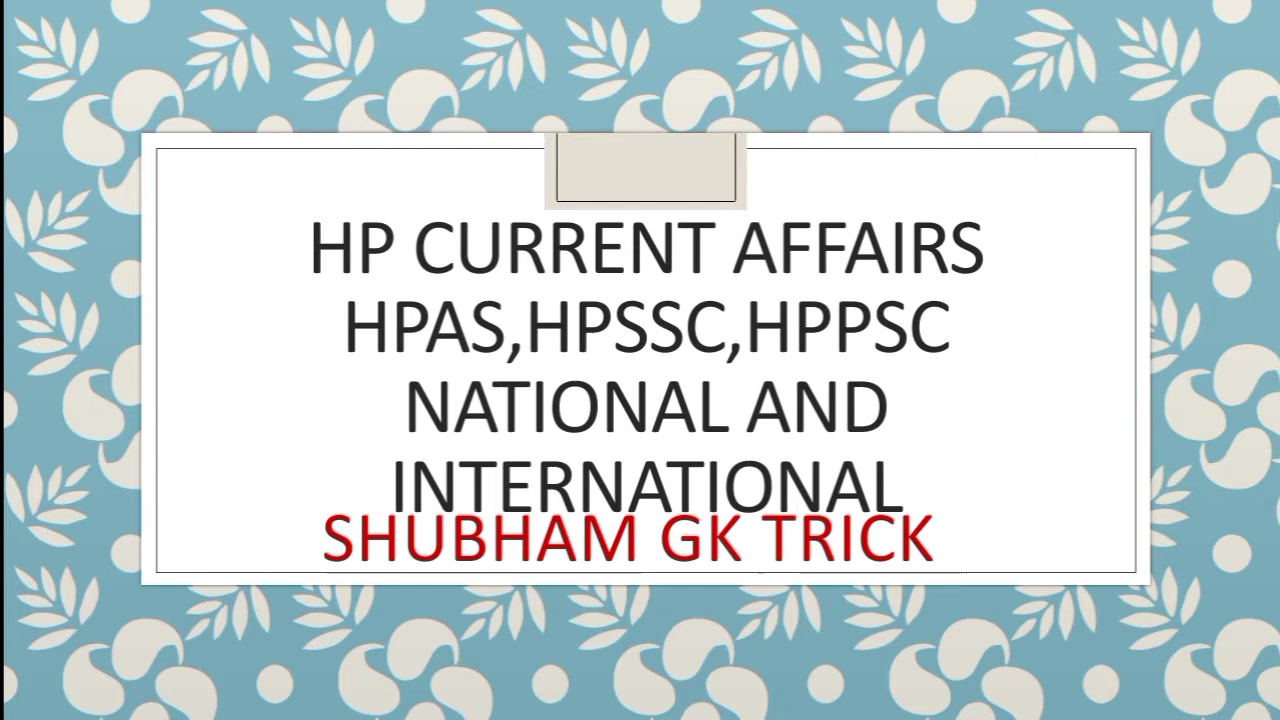 HP CURRENT AFFAIRS
HPAS,HPSSC,HPPSC
NATIONAL AND
INTERNATIONAL
SHUBHAM GK TRICK